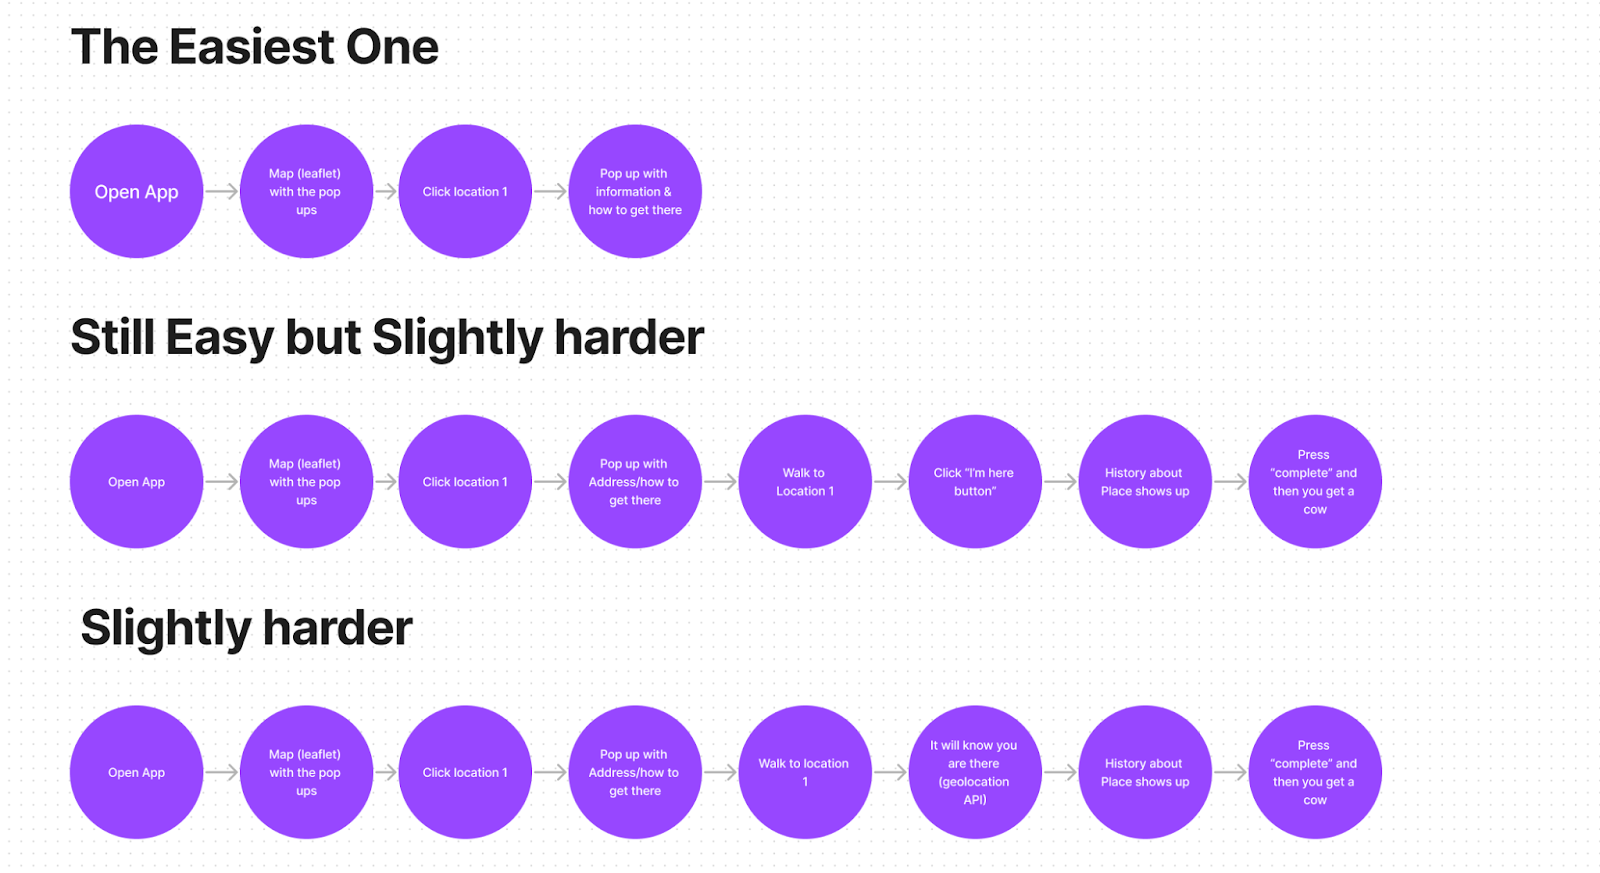 The Easiest One
Open App
Map (leaflet)
with the pop
ups
Click location 1
Pop up with
information &
how to get there
Still Easy but Slightly harder
Open App
Map (leaflet)
with the pop
ups
Click location 1
Pop up with
Address/how to
get there
Walk to
Location 1
Click "I'm here
button"
History about
Place shows up
Press
"complete" and
then you get a
cow
Slightly harder
Open App
Map (leaflet)
with the pop
ups
Click location 1
Pop up with
Address/how to
get there
Walk to location
1
It will know you
are there
(geolocation
API)
History about
Place shows up
Press
"complete" and
then you get a
cow